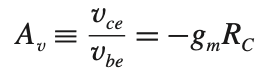 A_v ≡ v_ce / v_be = −g_m R_C